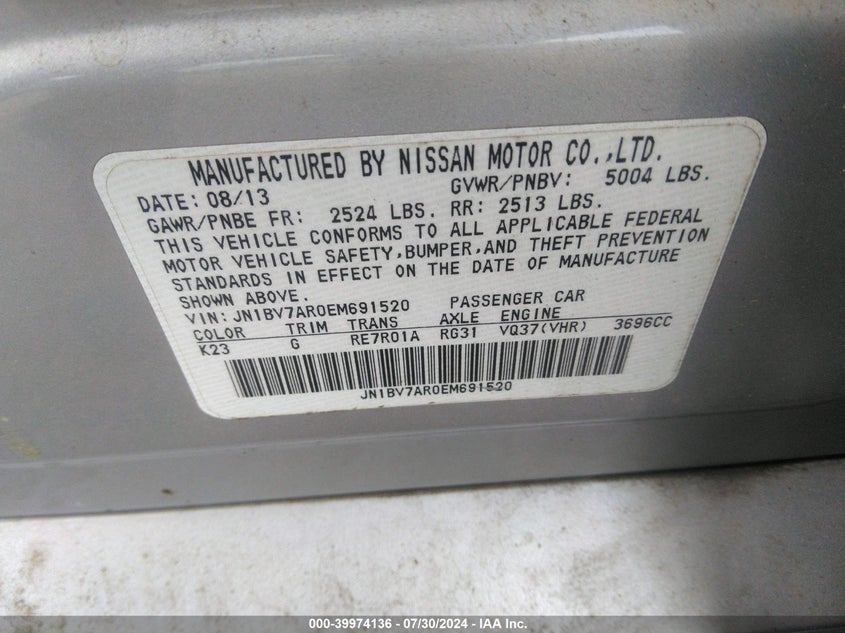 MANUFACTURED BY NISSAN MOTOR CO.,LTD.
DATE: 08/13 GVWR/PNBV: 5004 LBS.
GAWR/PNBE FR: 2524 LBS. RR: 2513 LBS.
THIS VEHICLE CONFORMS TO ALL APPLICABLE FEDERAL
MOTOR VEHICLE SAFETY,BUMPER,AND THEFT PREVENTION
STANDARDS IN EFFECT ON THE DATE OF MANUFACTURE
SHOWN ABOVE.
VIN: JN1BV7AR0EM691520 PASSENGER CAR
COLOR TRIM TRANS AXLE ENGINE
K23 G RE7R01A RG31 VQ37(VHR) 3696CC
JN1BV7AR0EM691520
000-39974136 - 07/30/2024 - IAA Inc.